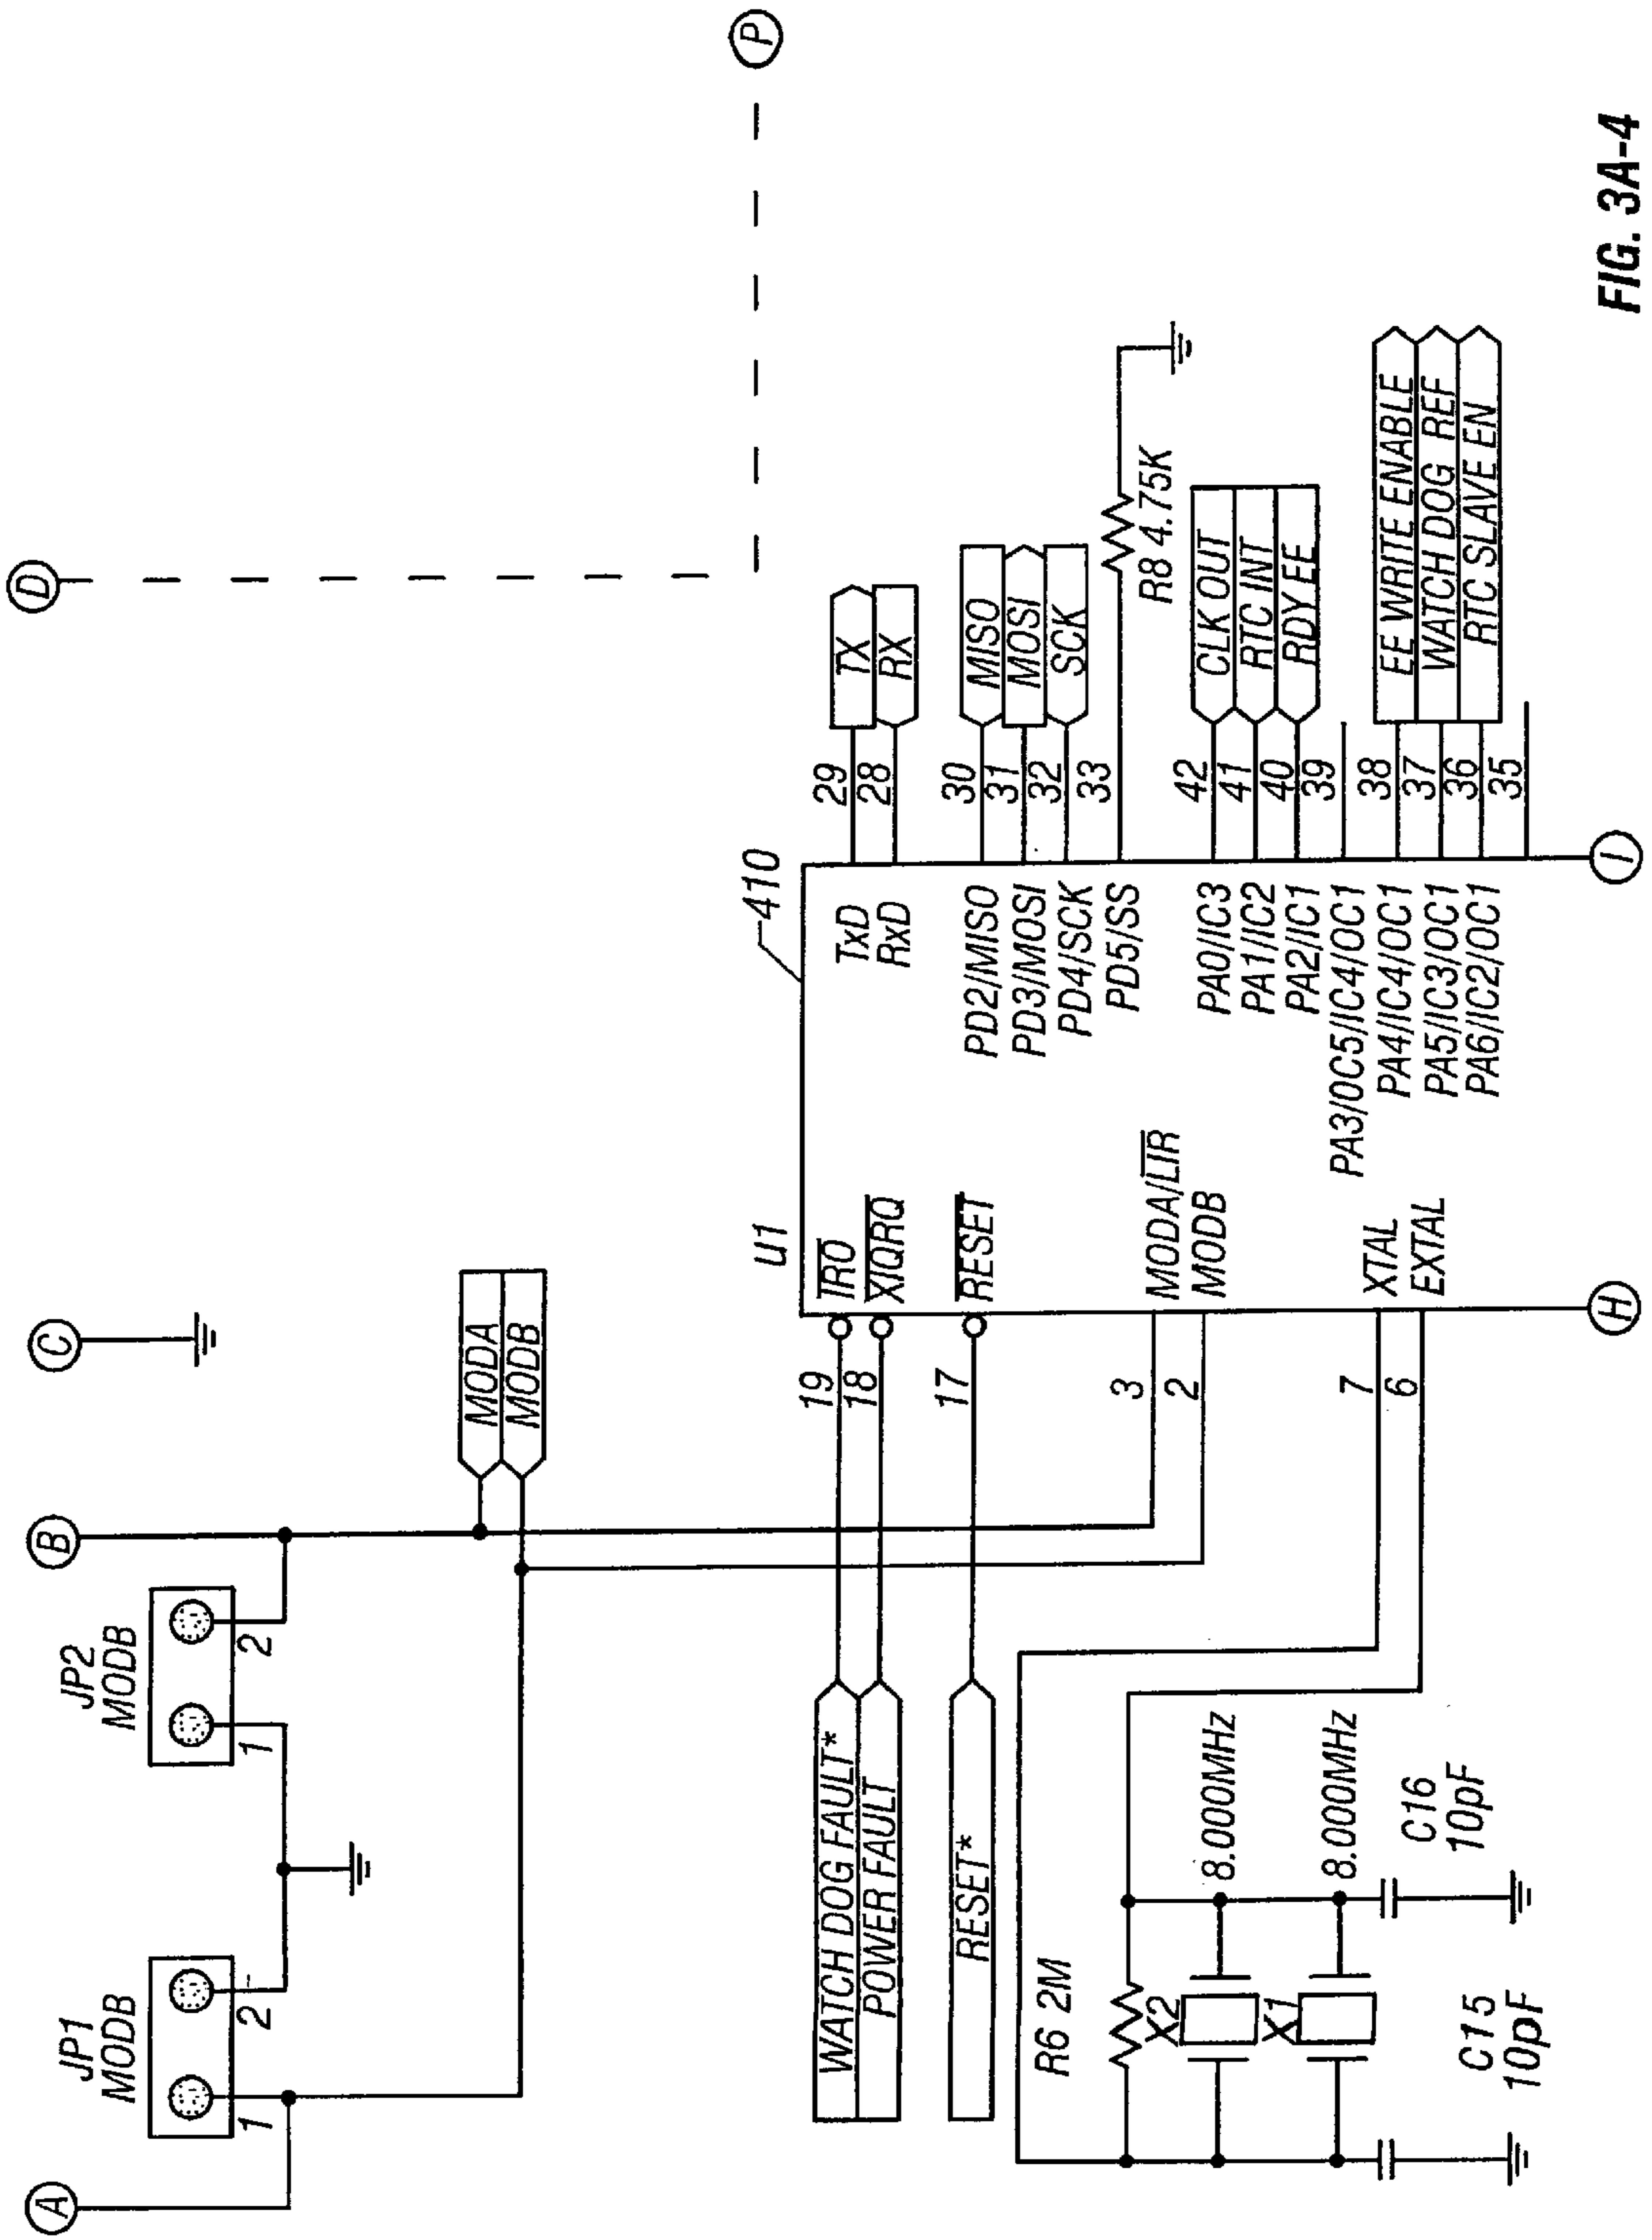 A
B
C
D
JP1
MODB
JP2
MODB
1
2
1
2
MODA
MODB
P
U1
410
WATCH DOG FAULT*
19
IRO
TxD
29
TX
POWER FAULT
18
XIQRQ
RxD
28
RX
RESET*
17
RESET
PD2/MISO
30
MISO
PD3/MOSI
31
MOSI
PD4/SCK
32
SCK
PD5/SS
33
R8 4.75K
3
MODA/LIR
2
MODB
PA0/IC3
42
CLK OUT
PA1/IC2
41
RTC INT
PA2/IC1
40
RDY EE
PA3/OC5/IC4/OC1
39
7
XTAL
PA4/IC4/OC1
38
EE WRITE ENABLE
6
EXTAL
PA5/IC3/OC1
37
WATCH DOG REF
PA6/IC2/OC1
36
RTC SLAVE EN
35
R6 2M
X2
8.000MHz
X1
8.000MHz
C16
10pF
C15
10pF
H
I
FIG. 3A-4